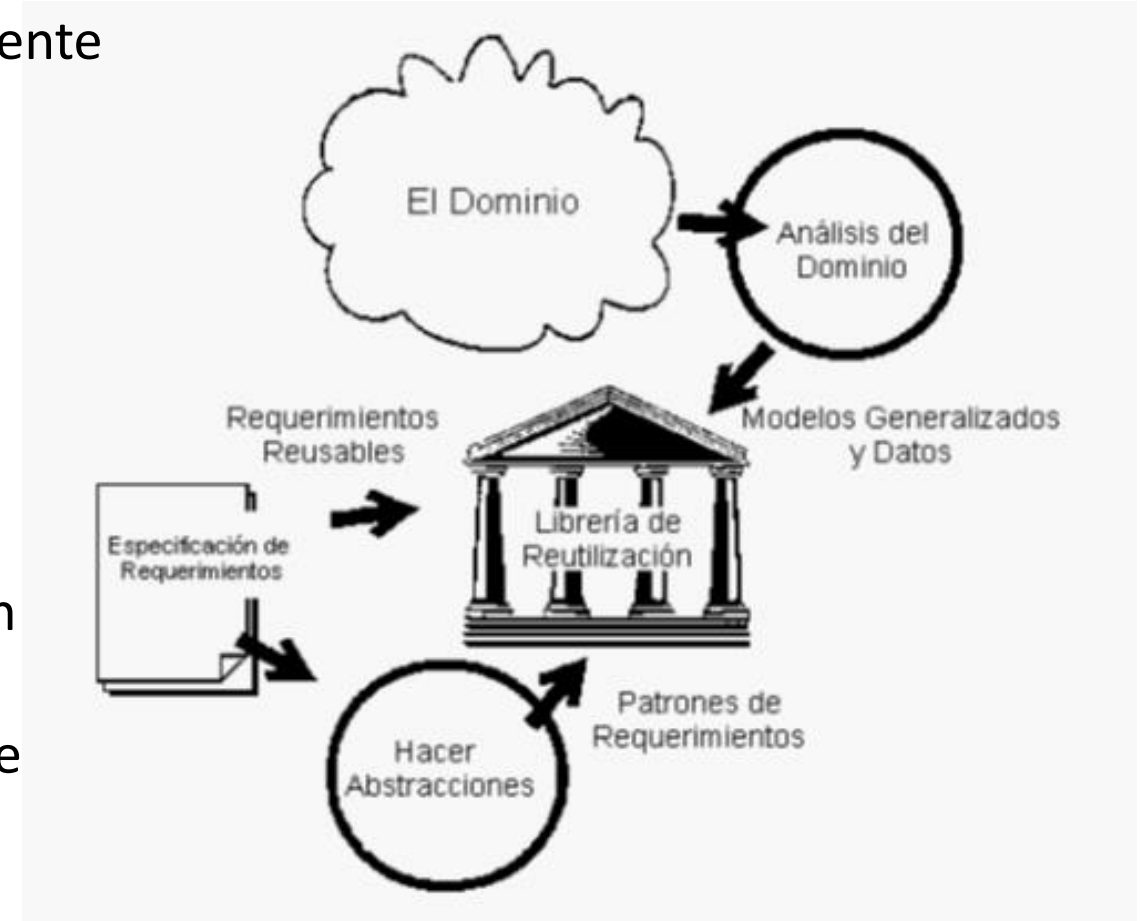 ente
El Dominio
Análisis del
Dominio
Requerimientos
Reusables
Modelos Generalizados
y Datos
Librería de
Reutilización
Especificación de
Requerimientos
n
e
Patrones de
Requerimientos
Hacer
Abstracciones